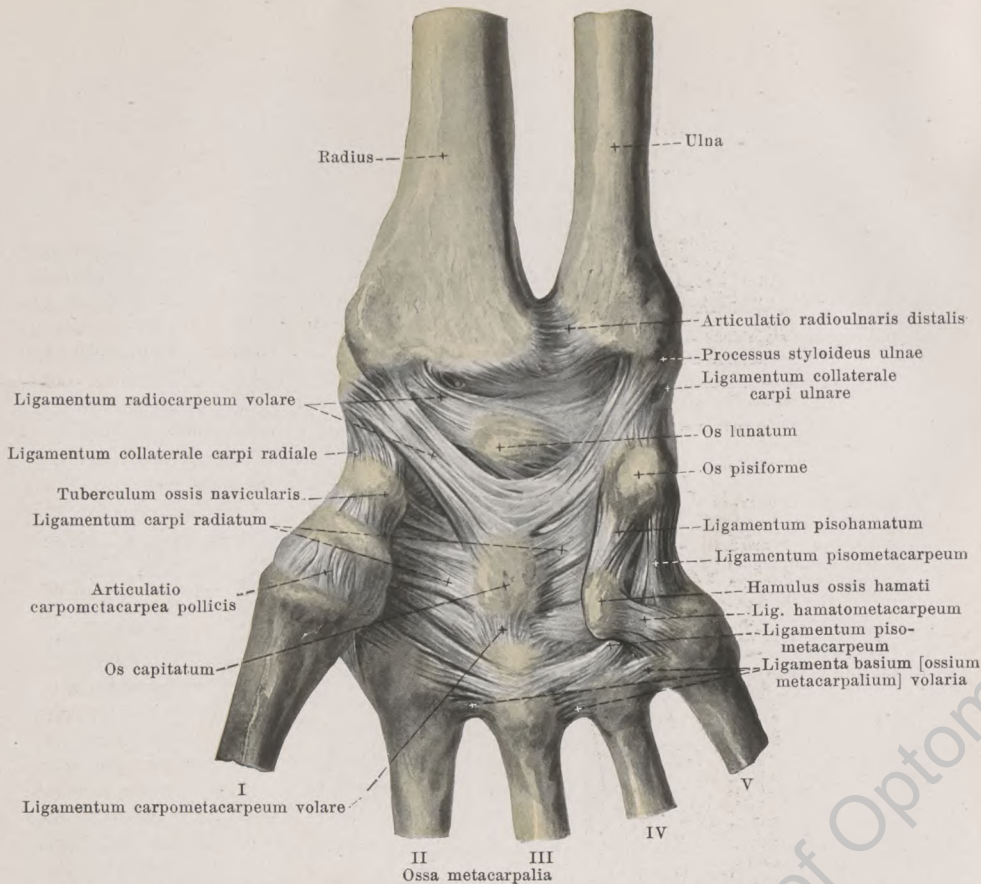 Radius
Ulna
Articulatio radioulnaris distalis
Processus styloideus ulnae
Ligamentum collaterale
carpi ulnare
Ligamentum radiocarpeum volare
Os lunatum
Ligamentum collaterale carpi radiale
Os pisiforme
Tuberculum ossis navicularis
Ligamentum carpi radiatum
Ligamentum pisohamatum
Ligamentum pisometacarpeum
Articulatio
carpometacarpea pollicis
Hamulus ossis hamati
Lig. hamatometacarpeum
Ligamentum piso-
metacarpeum
Os capitatum
Ligamenta basium [ossium
metacarpalium] volaria
I
V
Ligamentum carpometacarpeum volare
IV
II III
Ossa metacarpalia
of Optom